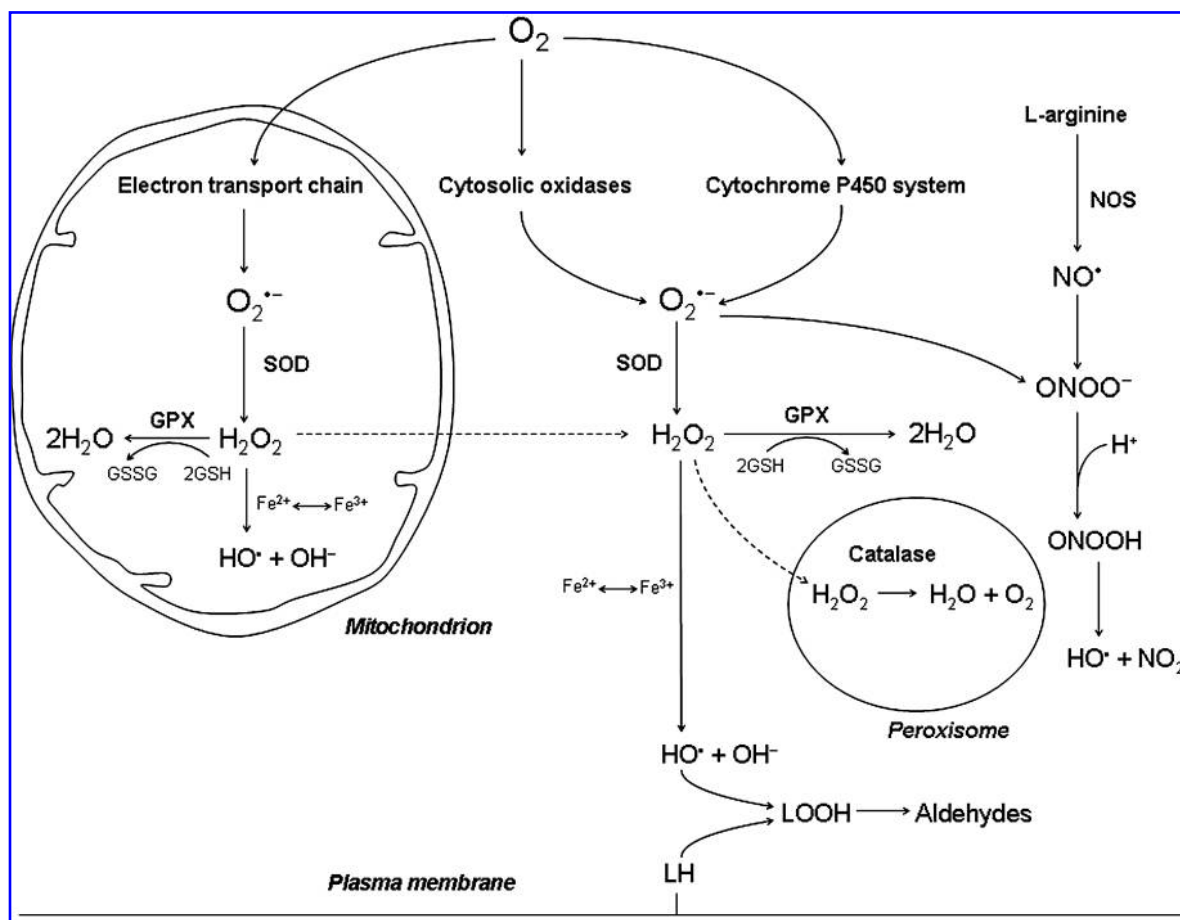 O₂
L-arginine
Electron transport chain
Cytosolic oxidases
Cytochrome P450 system
NOS
NO•
O₂•−
O₂•−
SOD
SOD
ONOO⁻
GPX
GPX
2H₂O
H₂O₂
H₂O₂
2H₂O
H⁺
GSSG
2GSH
2GSH
GSSG
Fe²⁺
Fe³⁺
HO• + OH⁻
ONOOH
Catalase
Fe²⁺
Fe³⁺
H₂O₂
H₂O + O₂
Mitochondrion
HO• + NO₂
Peroxisome
HO• + OH⁻
LOOH
Aldehydes
LH
Plasma membrane